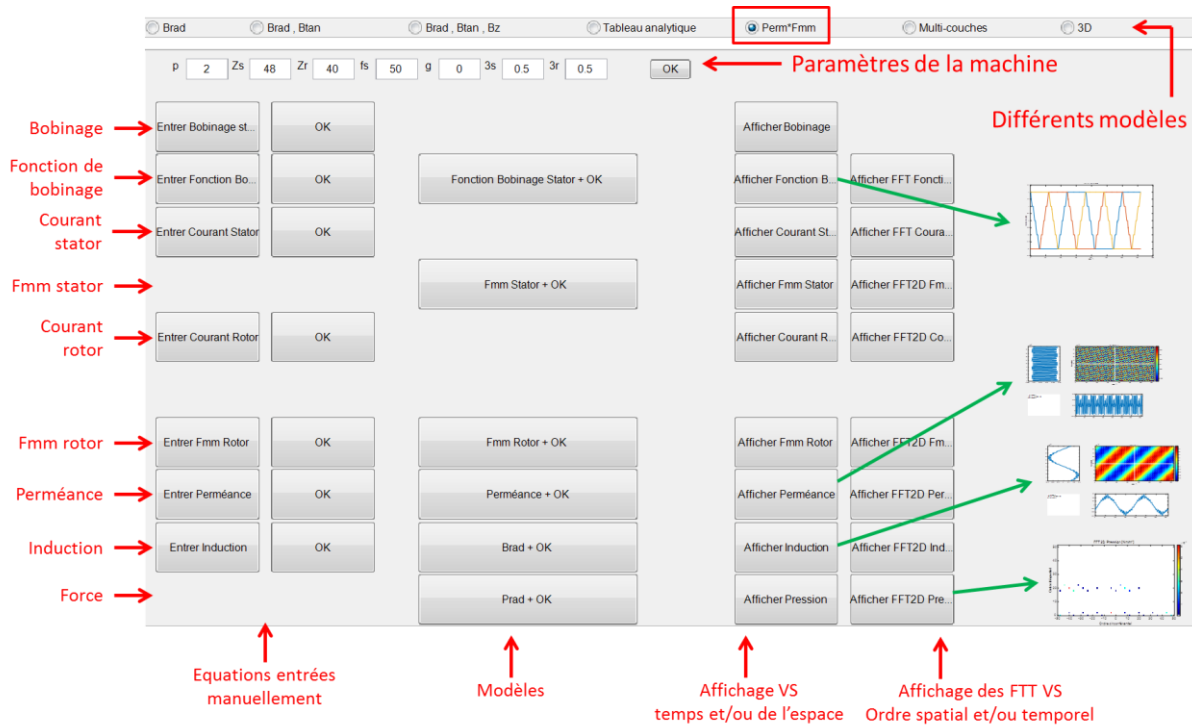 Brad Brad , Btan Brad , Btan , Bz Tableau analytique Perm*Fmm Multi-couches 3D
p 2 Zs 48 Zr 40 fs 50 g 0 3s 0.5 3r 0.5 OK Paramètres de la machine
Différents modèles
Bobinage Entrer Bobinage st... OK Afficher Bobinage
Fonction de
bobinage Entrer Fonction Bo... OK Fonction Bobinage Stator + OK Afficher Fonction B... Afficher FFT Foncti...
Courant
stator Entrer Courant Stator OK Afficher Courant St... Afficher FFT Coura...
Fmm stator Fmm Stator + OK Afficher Fmm Stator Afficher FFT2D Fm...
Courant
rotor Entrer Courant Rotor OK Afficher Courant R... Afficher FFT2D Co...
Fmm rotor Entrer Fmm Rotor OK Fmm Rotor + OK Afficher Fmm Rotor Afficher FFT2D Fm...
Perméance Entrer Perméance OK Perméance + OK Afficher Perméance Afficher FFT2D Per...
Induction Entrer Induction OK Brad + OK Afficher Induction Afficher FFT2D Ind...
Force Prad + OK Afficher Pression Afficher FFT2D Pre...
Equations entrées
manuellement
Modèles
Affichage VS
temps et/ou de l'espace
Affichage des FTT VS
Ordre spatial et/ou temporel